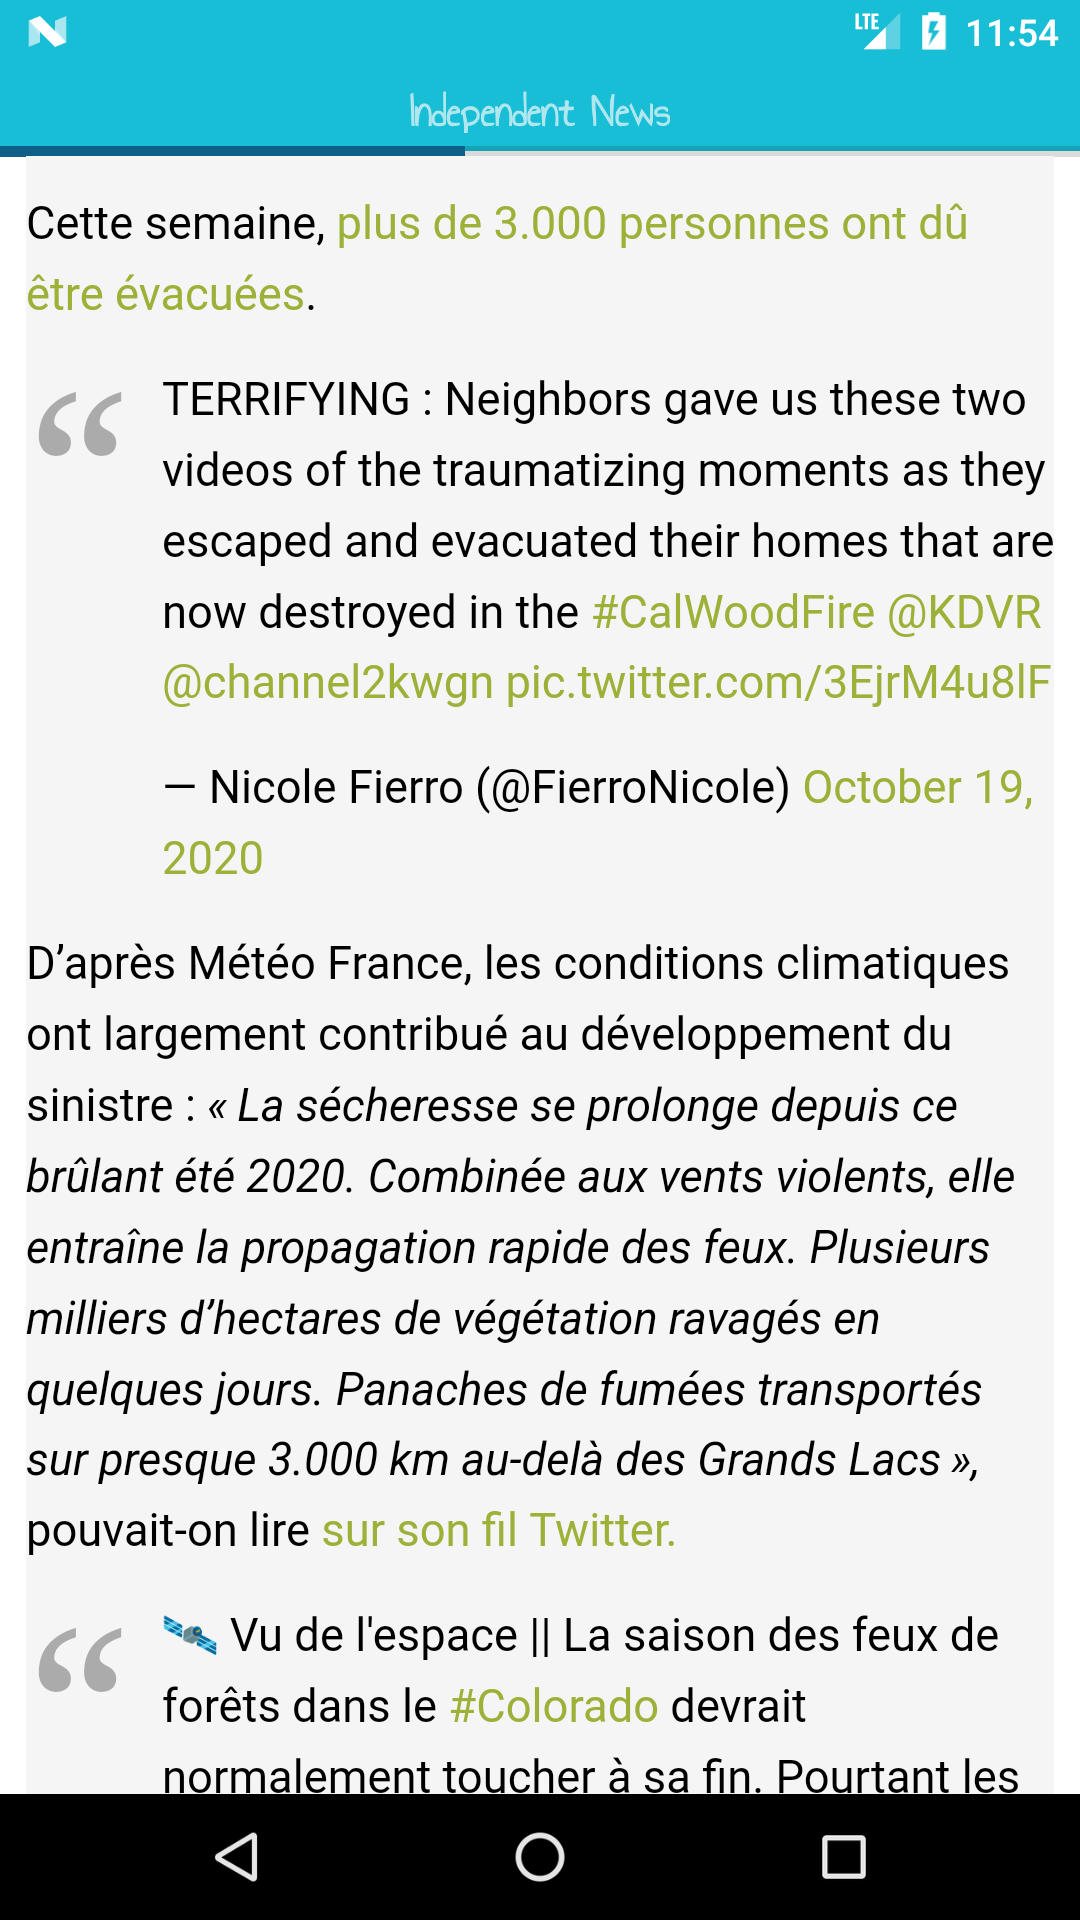 LTE 11:54
Independent News
Cette semaine, plus de 3.000 personnes ont dû
être évacuées.
“ TERRIFYING : Neighbors gave us these two
videos of the traumatizing moments as they
escaped and evacuated their homes that are
now destroyed in the #CalWoodFire @KDVR
@channel2kwgn pic.twitter.com/3EjrM4u8lF
— Nicole Fierro (@FierroNicole) October 19,
2020
D’après Météo France, les conditions climatiques
ont largement contribué au développement du
sinistre : « La sécheresse se prolonge depuis ce
brûlant été 2020. Combinée aux vents violents, elle
entraîne la propagation rapide des feux. Plusieurs
milliers d’hectares de végétation ravagés en
quelques jours. Panaches de fumées transportés
sur presque 3.000 km au-delà des Grands Lacs »,
pouvait-on lire sur son fil Twitter.
“ 🛰 Vu de l'espace || La saison des feux de
forêts dans le #Colorado devrait
normalement toucher à sa fin. Pourtant les